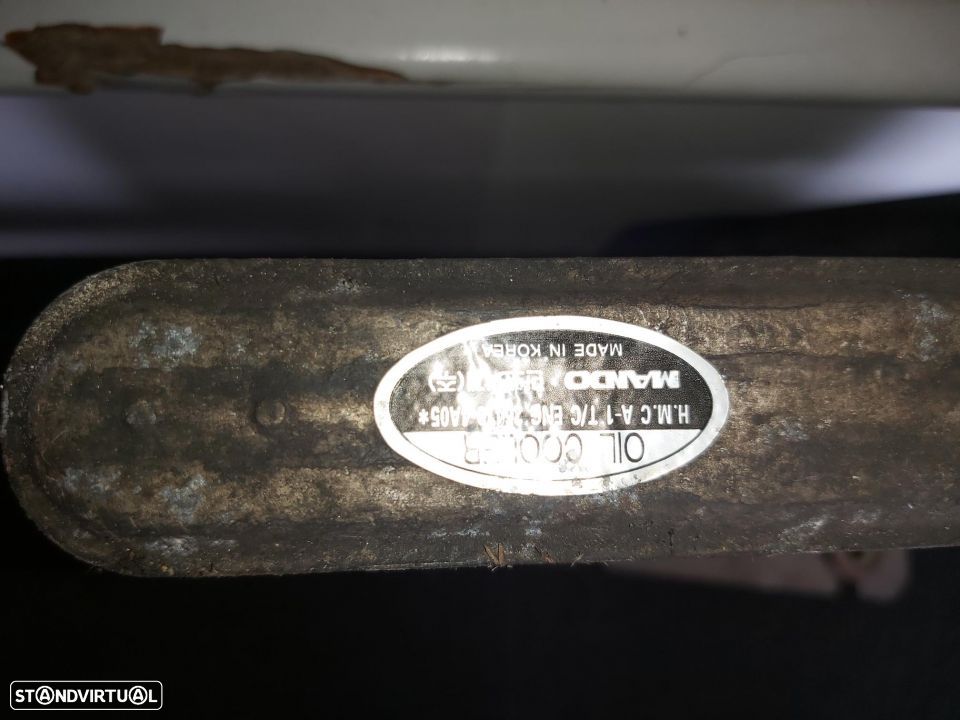 OIL COOLER
H.M.C A-1 T/C ENG
MANDO
MADE IN KOREA
STANDVIRTUAL